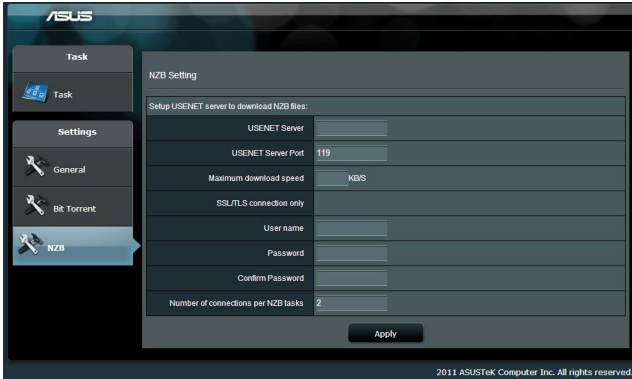 ASUS
Task
Task
Settings
General
Bit Torrent
NZB
NZB Setting
Setup USENET server to download NZB files:
USENET Server
USENET Server Port 119
Maximum download speed KB/S
SSL/TLS connection only
User name
Password
Confirm Password
Number of connections per NZB tasks 2
Apply
2011 ASUSTeK Computer Inc. All rights reserved.